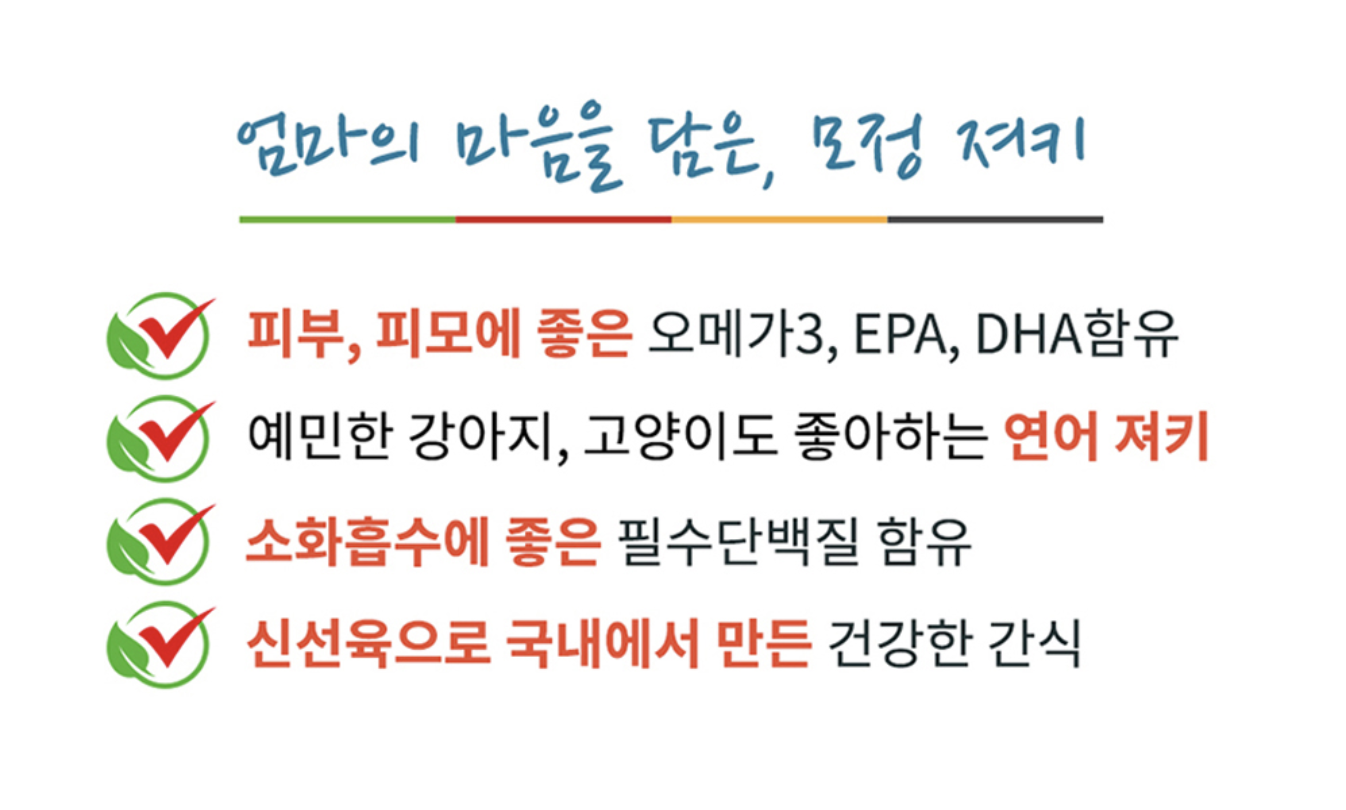 엄마의 마음을 담은, 모정 져키
피부, 피모에 좋은 오메가3, EPA, DHA함유
예민한 강아지, 고양이도 좋아하는 연어 져키
소화흡수에 좋은 필수단백질 함유
신선육으로 국내에서 만든 건강한 간식